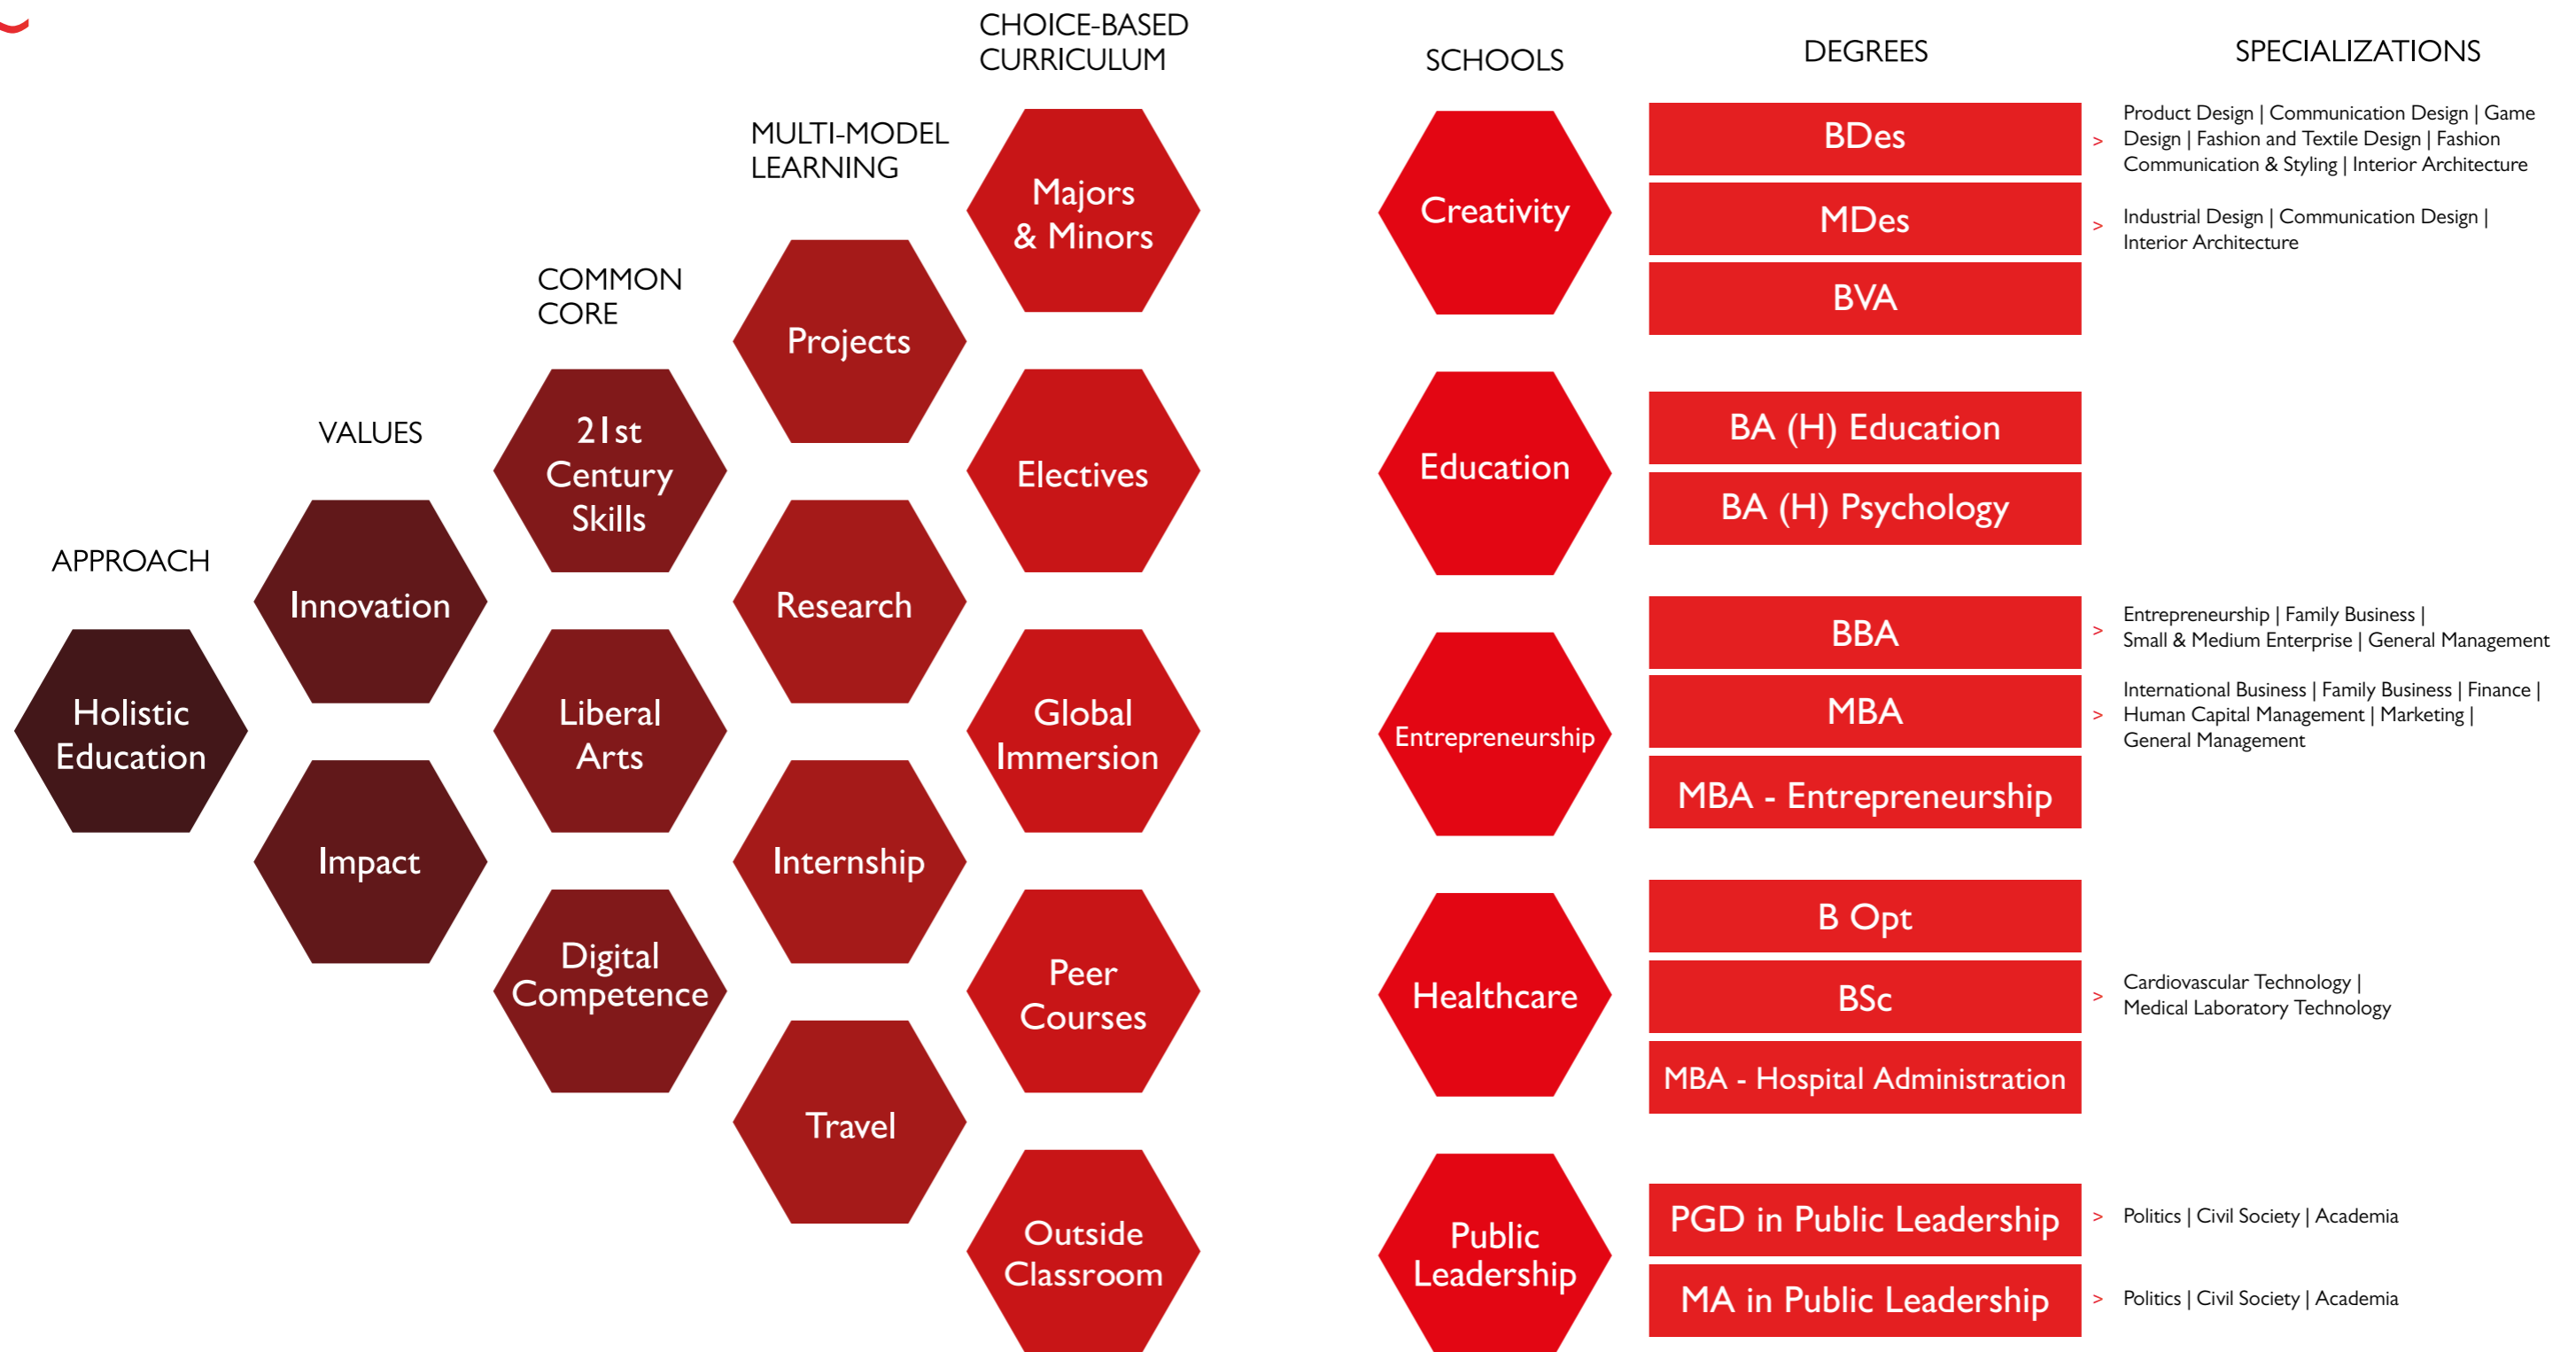 APPROACH
Holistic
Education
VALUES
Innovation
Impact
COMMON
CORE
21st
Century
Skills
Liberal
Arts
Digital
Competence
MULTI-MODEL
LEARNING
Projects
Research
Internship
Travel
CHOICE-BASED
CURRICULUM
Majors
& Minors
Electives
Global
Immersion
Peer
Courses
Outside
Classroom
SCHOOLS
DEGREES
SPECIALIZATIONS
Creativity
BDes
> Product Design | Communication Design | Game
Design | Fashion and Textile Design | Fashion
Communication & Styling | Interior Architecture
MDes
> Industrial Design | Communication Design |
Interior Architecture
BVA
Education
BA (H) Education
BA (H) Psychology
Entrepreneurship
BBA
> Entrepreneurship | Family Business |
Small & Medium Enterprise | General Management
MBA
> International Business | Family Business | Finance |
Human Capital Management | Marketing |
General Management
MBA - Entrepreneurship
Healthcare
B Opt
BSc
> Cardiovascular Technology |
Medical Laboratory Technology
MBA - Hospital Administration
Public
Leadership
PGD in Public Leadership
> Politics | Civil Society | Academia
MA in Public Leadership
> Politics | Civil Society | Academia